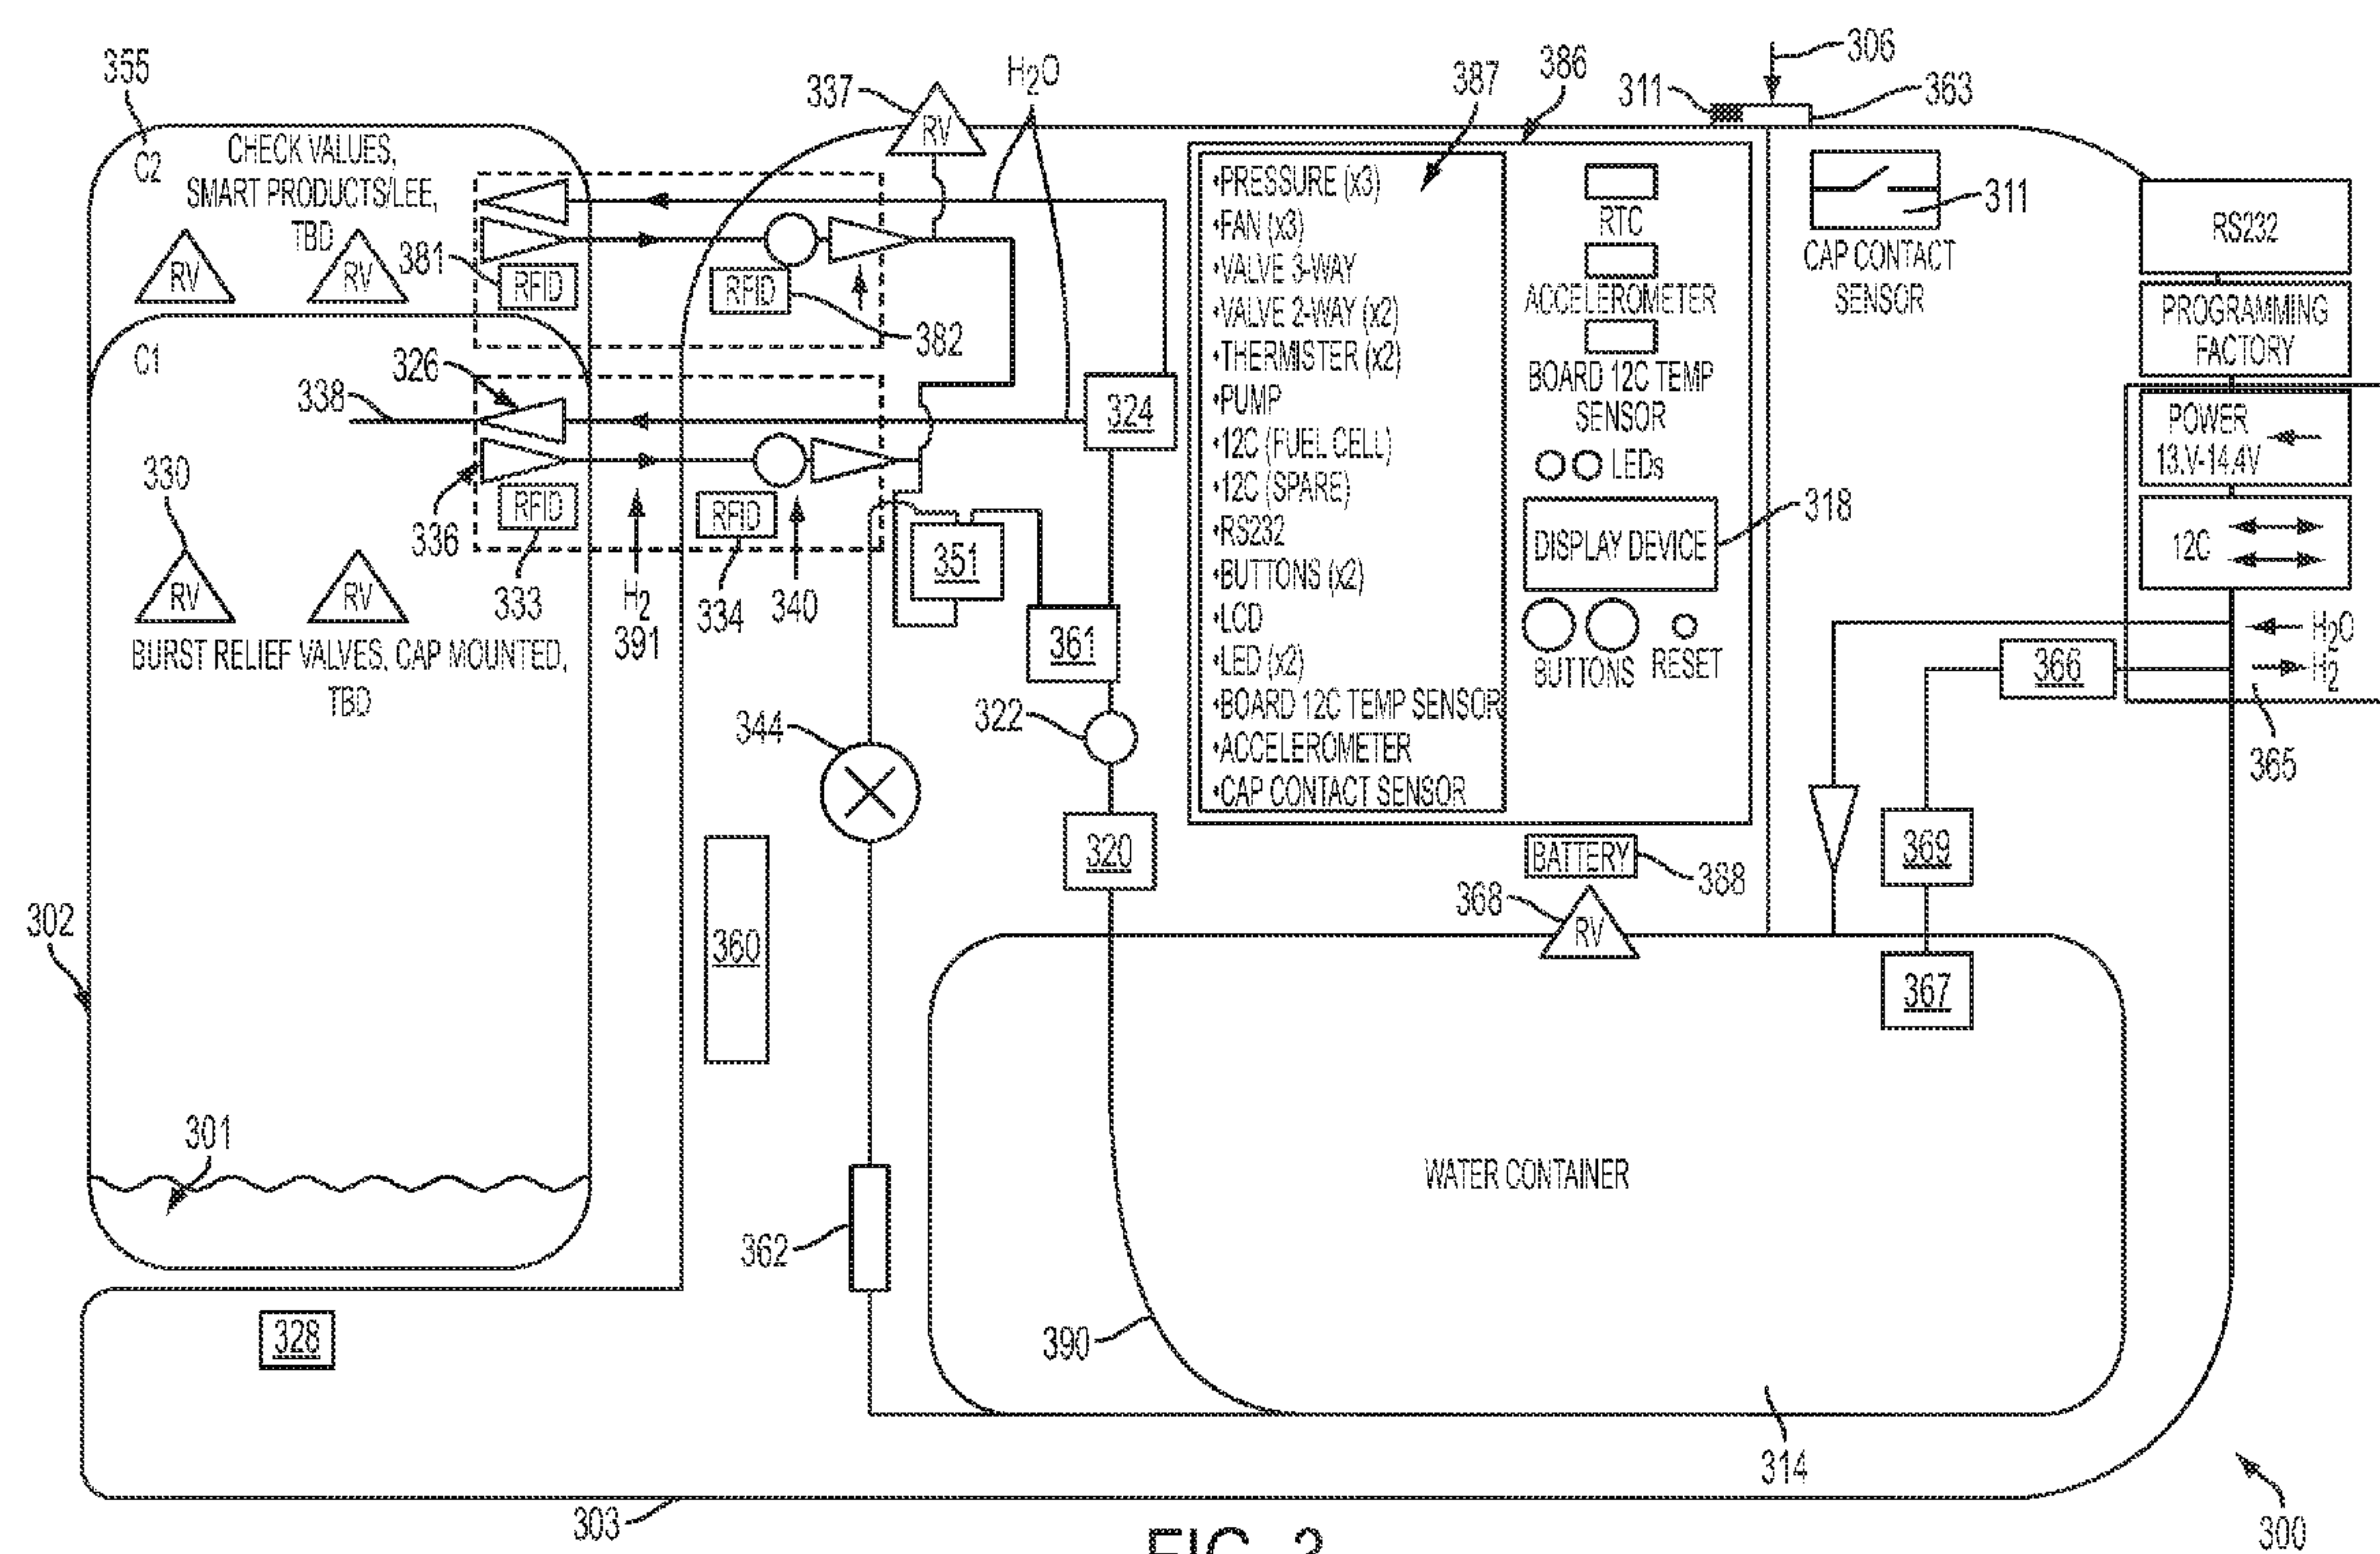 355
C2
CHECK VALUES,
SMART PRODUCTS/LEE,
TBD
RV
RV
381
RFID
RFID
382
337
RV
H2O
C1
326
338
336
RFID
333
H2
391
RFID
334
340
330
RV
RV
BURST RELIEF VALVES, CAP MOUNTED,
TBD
302
301
328
303
324
351
361
322
344
320
360
362
390
387
386
•PRESSURE (x3)
•FAN (x3)
•VALVE 3-WAY
•VALVE 2-WAY (x2)
•THERMISTER (x2)
•PUMP
•12C (FUEL CELL)
•12C (SPARE)
•RS232
•BUTTONS (x2)
•LCD
•LED (x2)
•BOARD 12C TEMP SENSOR
•ACCELEROMETER
•CAP CONTACT SENSOR
RTC
ACCELEROMETER
BOARD 12C TEMP
SENSOR
LEDs
DISPLAY DEVICE
318
BUTTONS
RESET
BATTERY
388
368
RV
311
306
363
311
CAP CONTACT
SENSOR
RS232
PROGRAMMING
FACTORY
POWER
13.V-14.4V
12C
H2O
H2
366
365
369
367
WATER CONTAINER
314
300
FIG. 3